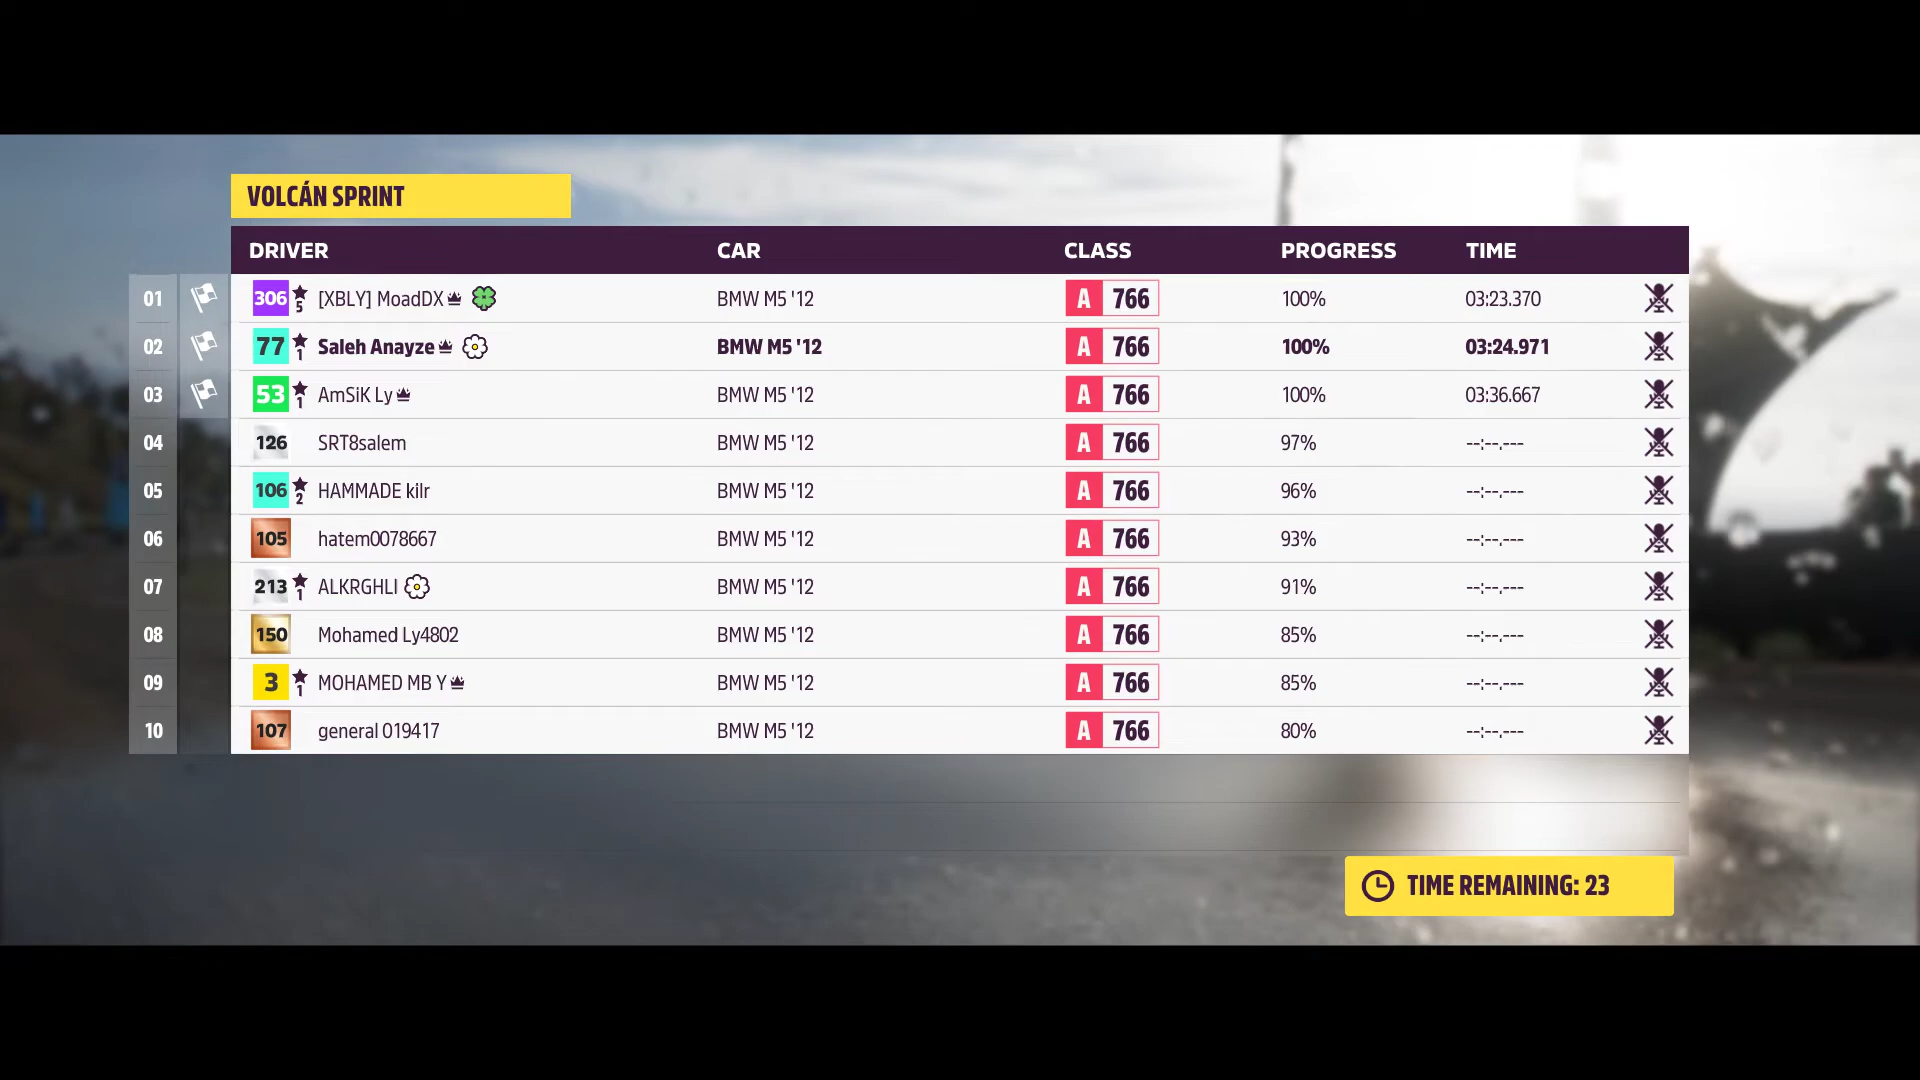 VOLCÁN SPRINT
DRIVER CAR CLASS PROGRESS TIME
01 306 5 [XBLY] MoadDX BMW M5 '12 A 766 100% 03:23.370
02 77 1 Saleh Anayze BMW M5 '12 A 766 100% 03:24.971
03 53 1 AmSiK Ly BMW M5 '12 A 766 100% 03:36.667
04 126 SRT8salem BMW M5 '12 A 766 97% --:--.---
05 106 2 HAMMADE kilr BMW M5 '12 A 766 96% --:--.---
06 105 hatem0078667 BMW M5 '12 A 766 93% --:--.---
07 213 1 ALKRGHLI BMW M5 '12 A 766 91% --:--.---
08 150 Mohamed Ly4802 BMW M5 '12 A 766 85% --:--.---
09 3 1 MOHAMED MB Y BMW M5 '12 A 766 85% --:--.---
10 107 general 019417 BMW M5 '12 A 766 80% --:--.---
TIME REMAINING: 23